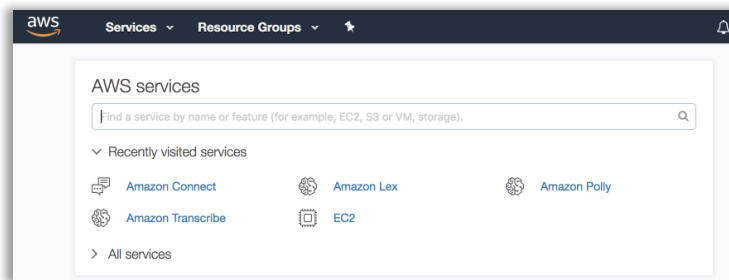 aws
Services Resource Groups
AWS services
Find a service by name or feature (for example, EC2, S3 or VM, storage).
Recently visited services
Amazon Connect Amazon Lex Amazon Polly
Amazon Transcribe EC2
All services